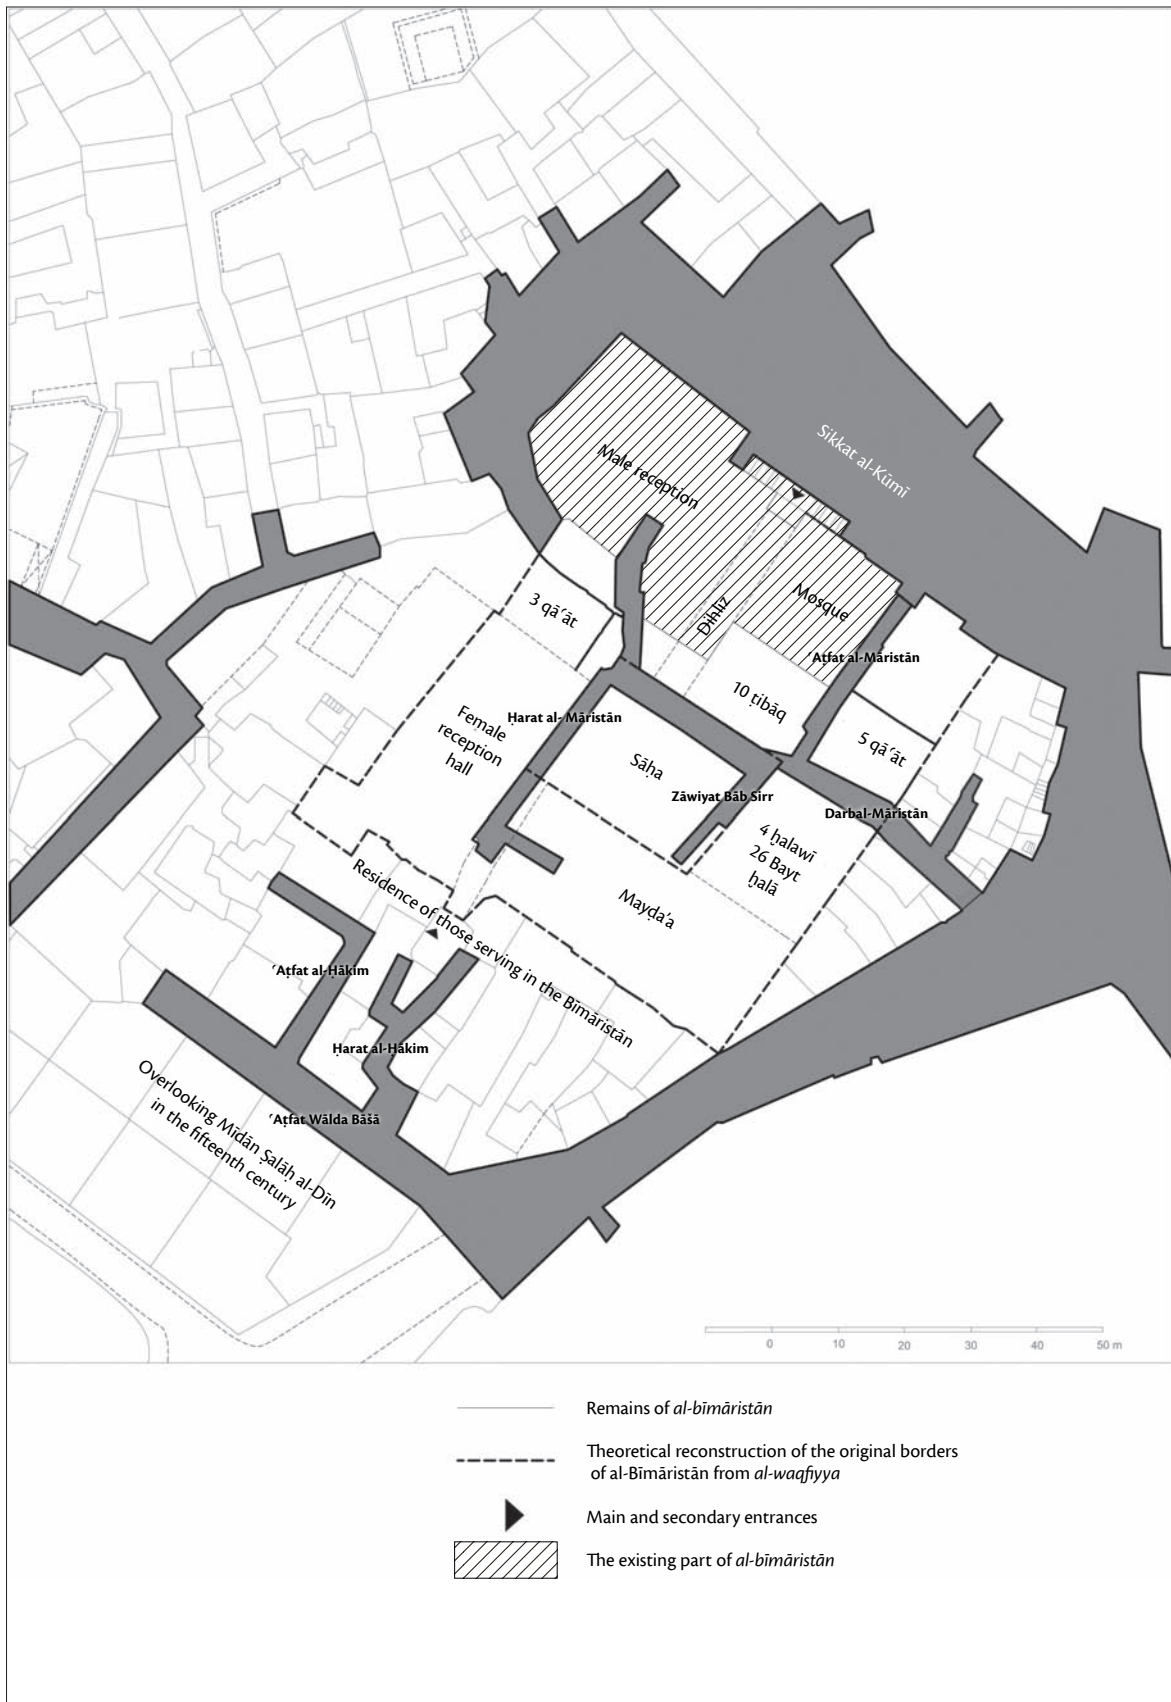 Sikkat al-Kūmī
Male reception
Mosque
Dihlīz
3 qāʿāt
ʿAṭfat al-Māristān
10 ṭibāq
Ḥarat al- Māristān
Female
reception
hall
5 qāʿāt
Sāḥa
Zāwiyat Bāb Sirr
Darbal-Māristān
4 ḫalawī
26 Bayt
ḫalā
Mayḍaʾa
Residence of those serving in the Bīmāristān
ʿAṭfat al-Ḥākim
Ḥarat al-Ḥākim
Overlooking Mīdān Ṣalāḥ al-Dīn
in the fifteenth century
ʿAṭfat Wālda Bāšā
0 10 20 30 40 50 m
Remains of al-bīmāristān
Theoretical reconstruction of the original borders
of al-Bīmāristān from al-waqfiyya
Main and secondary entrances
The existing part of al-bīmāristān